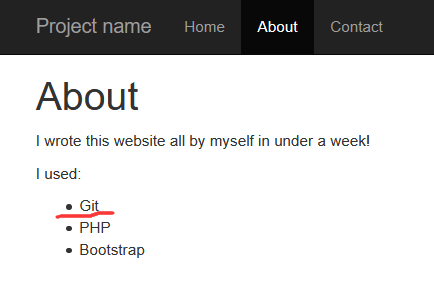 Project name Home About Contact
About
I wrote this website all by myself in under a week!
I used:
Git
PHP
Bootstrap